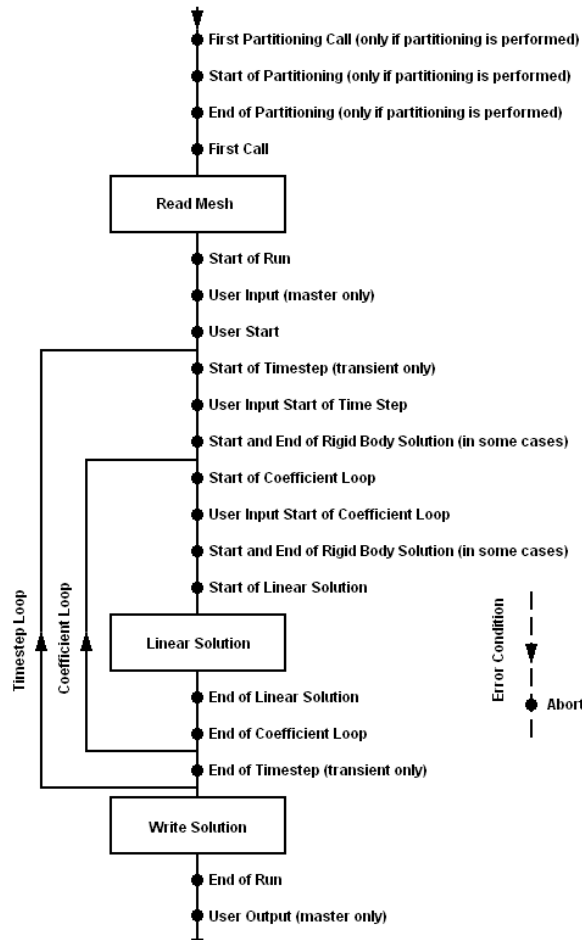 First Partitioning Call (only if partitioning is performed)
Start of Partitioning (only if partitioning is performed)
End of Partitioning (only if partitioning is performed)
First Call
Read Mesh
Start of Run
User Input (master only)
User Start
Start of Timestep (transient only)
User Input Start of Time Step
Start and End of Rigid Body Solution (in some cases)
Start of Coefficient Loop
User Input Start of Coefficient Loop
Start and End of Rigid Body Solution (in some cases)
Start of Linear Solution
Timestep Loop
Coefficient Loop
Linear Solution
Error Condition
Abort
End of Linear Solution
End of Coefficient Loop
End of Timestep (transient only)
Write Solution
End of Run
User Output (master only)